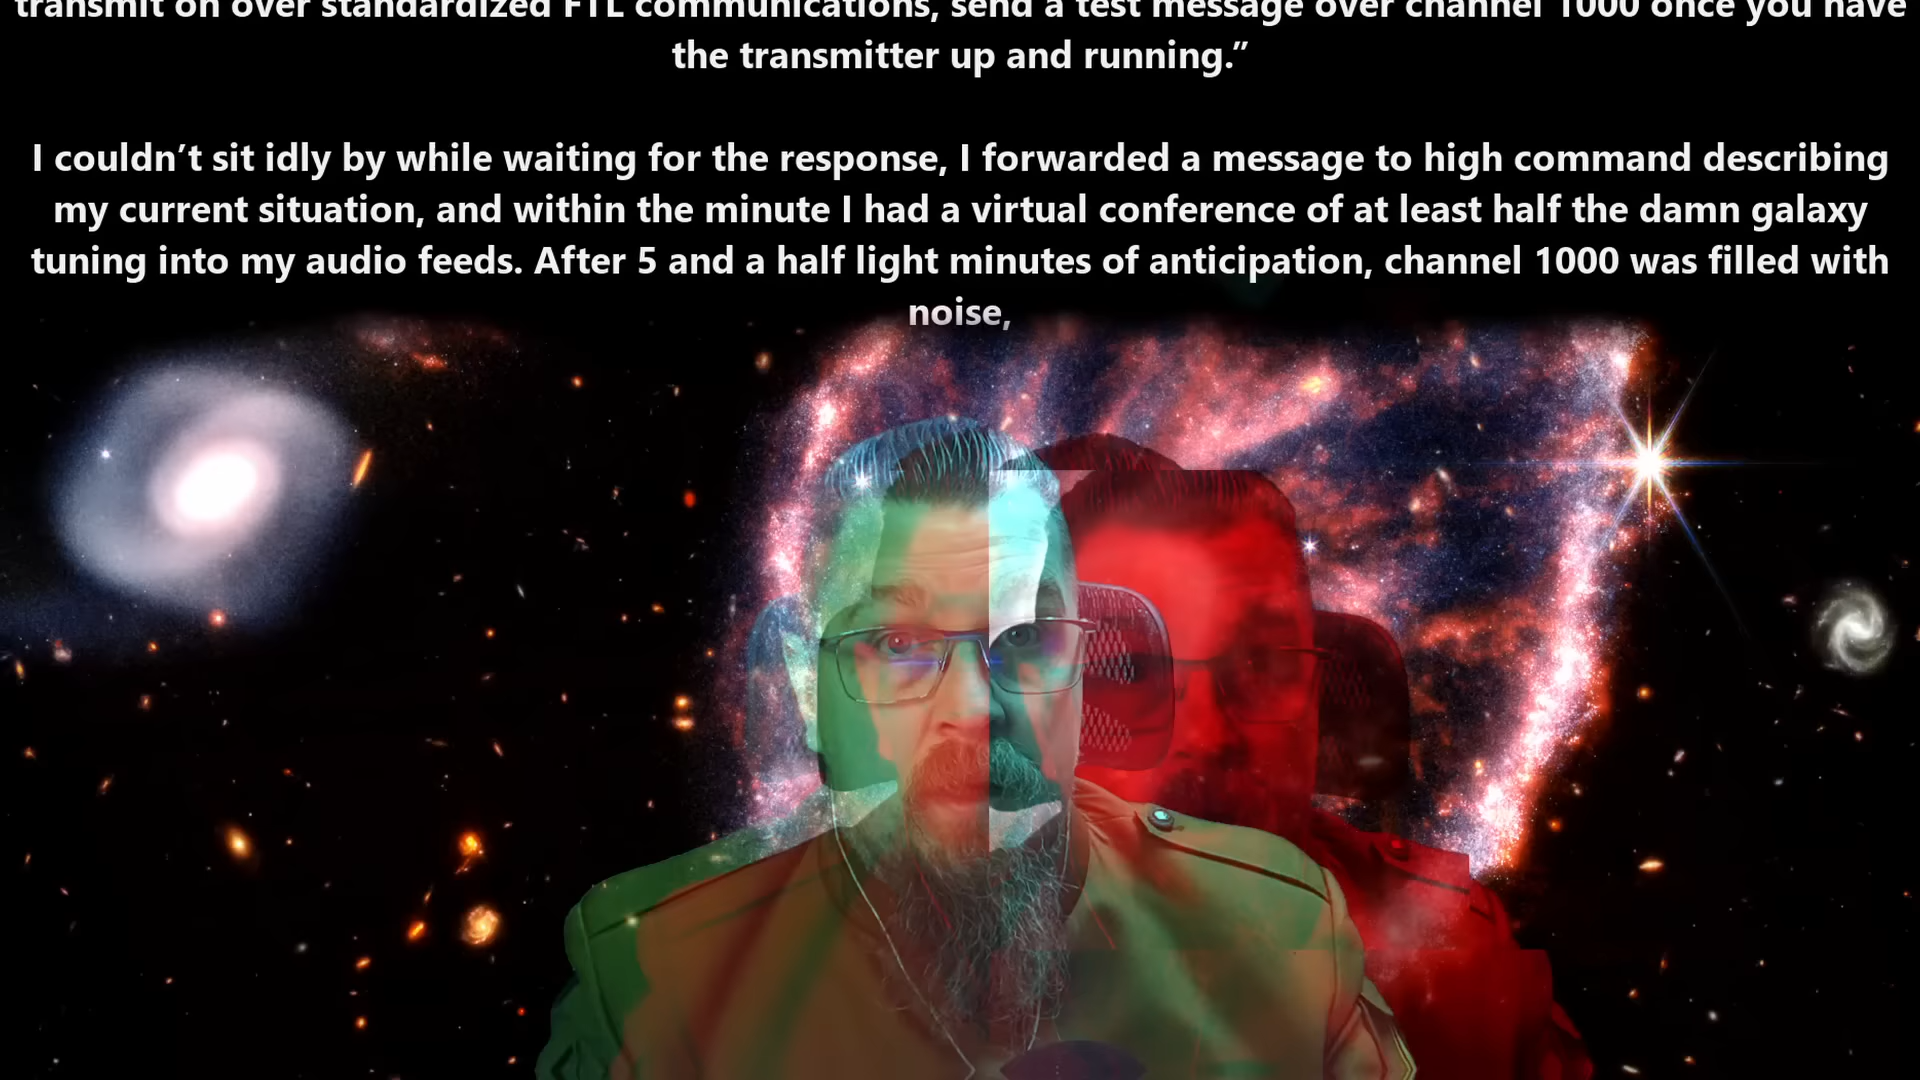 transmit on over standardized FTL communications, send a test message over channel 1000 once you have
the transmitter up and running.”
I couldn’t sit idly by while waiting for the response, I forwarded a message to high command describing
my current situation, and within the minute I had a virtual conference of at least half the damn galaxy
tuning into my audio feeds. After 5 and a half light minutes of anticipation, channel 1000 was filled with
noise,